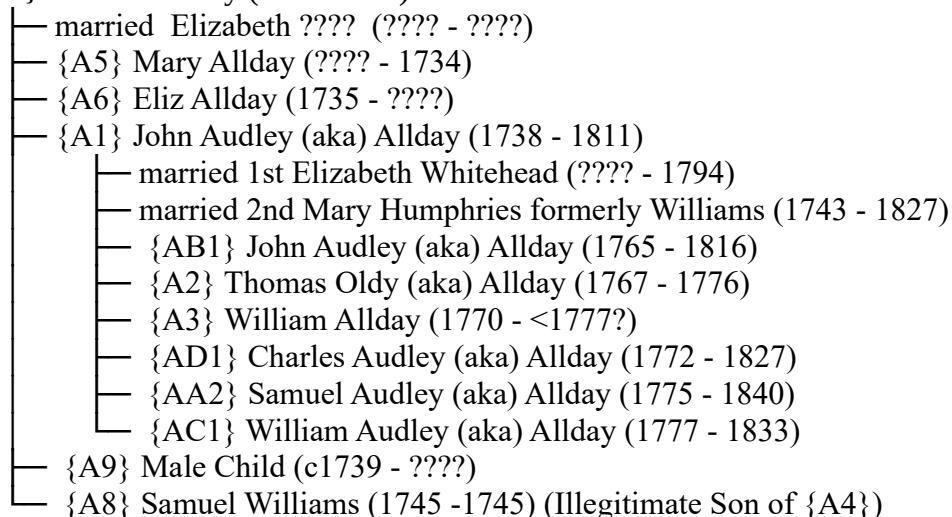 married Elizabeth ???? (???? - ????)
{A5} Mary Allday (???? - 1734)
{A6} Eliz Allday (1735 - ????)
{A1} John Audley (aka) Allday (1738 - 1811)
married 1st Elizabeth Whitehead (???? - 1794)
married 2nd Mary Humphries formerly Williams (1743 - 1827)
{AB1} John Audley (aka) Allday (1765 - 1816)
{A2} Thomas Oldy (aka) Allday (1767 - 1776)
{A3} William Allday (1770 - <1777?)
{AD1} Charles Audley (aka) Allday (1772 - 1827)
{AA2} Samuel Audley (aka) Allday (1775 - 1840)
{AC1} William Audley (aka) Allday (1777 - 1833)
{A9} Male Child (c1739 - ????)
{A8} Samuel Williams (1745 -1745) (Illegitimate Son of {A4})